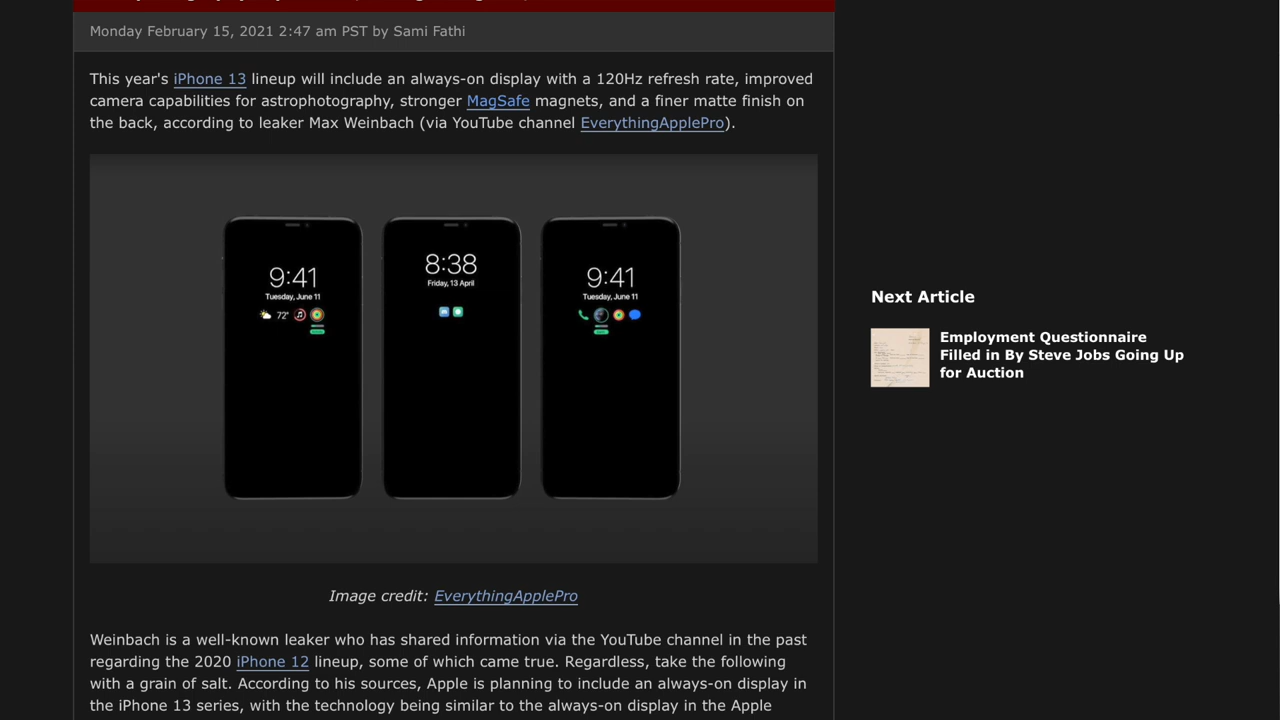 Monday February 15, 2021 2:47 am PST by Sami Fathi
This year's iPhone 13 lineup will include an always-on display with a 120Hz refresh rate, improved
camera capabilities for astrophotography, stronger MagSafe magnets, and a finer matte finish on
the back, according to leaker Max Weinbach (via YouTube channel EverythingApplePro).
9:41
Tuesday, June 11
72°
8:38
Friday, 13 April
9:41
Tuesday, June 11
Image credit: EverythingApplePro
Weinbach is a well-known leaker who has shared information via the YouTube channel in the past
regarding the 2020 iPhone 12 lineup, some of which came true. Regardless, take the following
with a grain of salt. According to his sources, Apple is planning to include an always-on display in
the iPhone 13 series, with the technology being similar to the always-on display in the Apple
Next Article
Employment Questionnaire
Filled in By Steve Jobs Going Up
for Auction